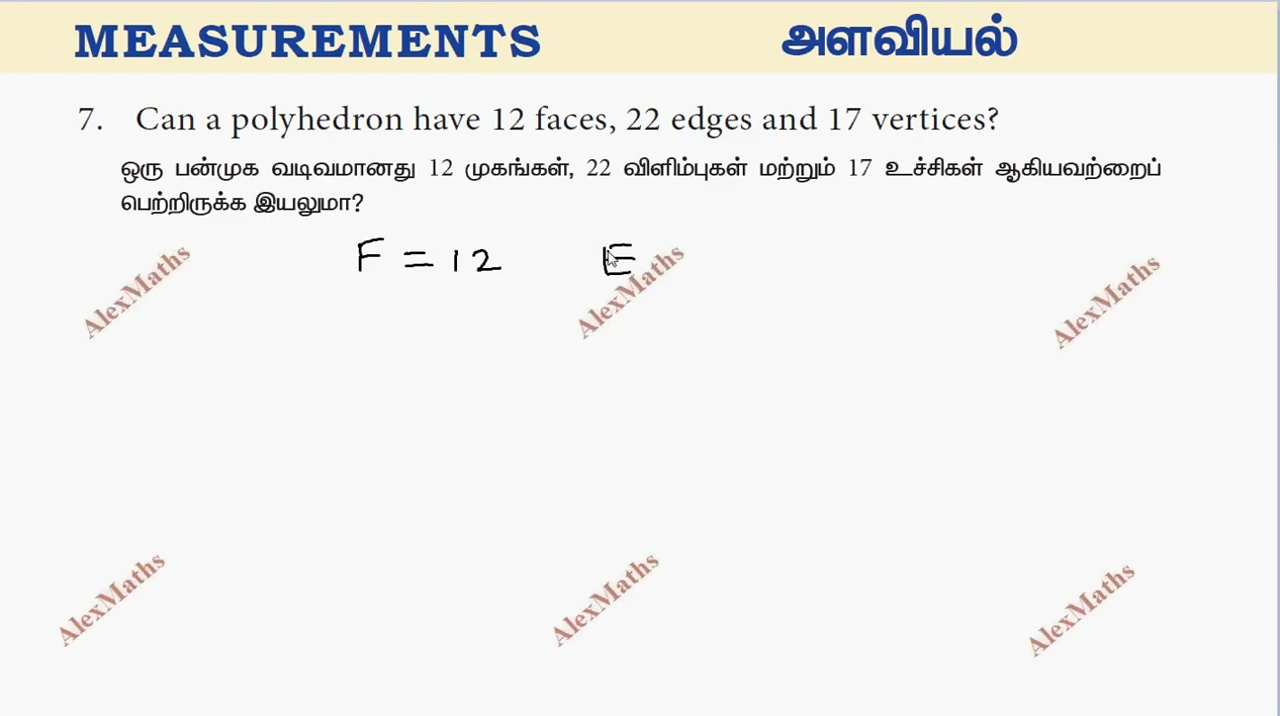 MEASUREMENTS அளவியல்
7. Can a polyhedron have 12 faces, 22 edges and 17 vertices?
ஒரு பன்முக வடிவமானது 12 முகங்கள், 22 விளிம்புகள் மற்றும் 17 உச்சிகள் ஆகியவற்றைப்
பெற்றிருக்க இயலுமா?
F = 12 E
AlexMaths AlexMaths AlexMaths
AlexMaths AlexMaths AlexMaths